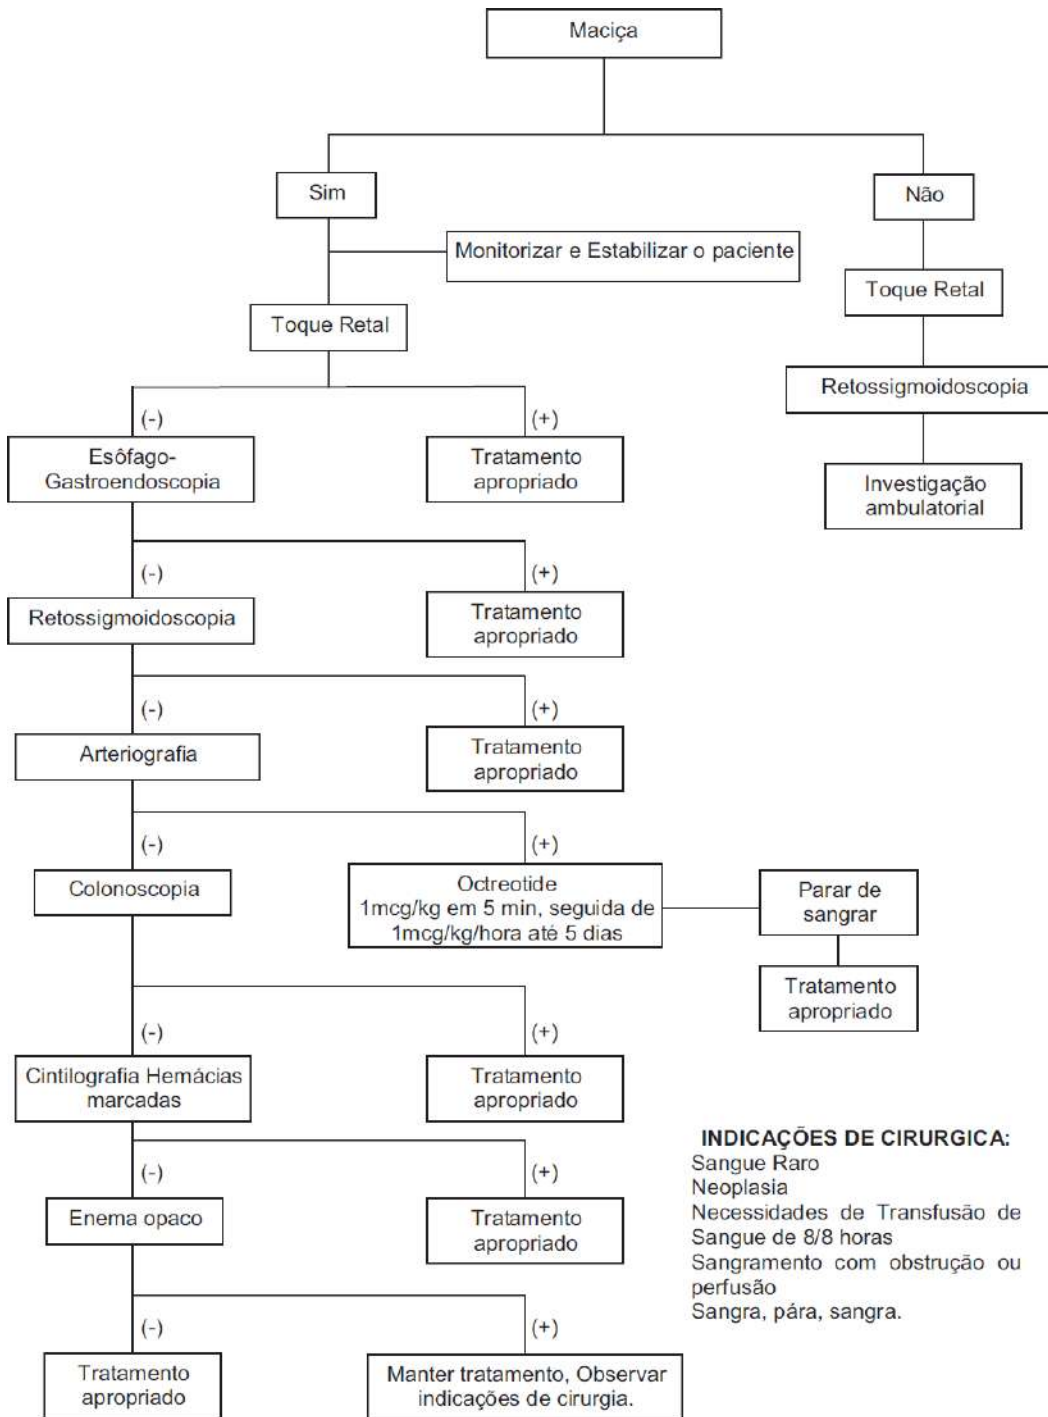 Maciça
Sim
Não
Monitorizar e Estabilizar o paciente
Toque Retal
Toque Retal
Retossigmoidoscopia
(-)
(+)
Esôfago-
Gastroendoscopia
Tratamento
apropriado
Investigação
ambulatorial
(-)
(+)
Retossigmoidoscopia
Tratamento
apropriado
(-)
(+)
Arteriografia
Tratamento
apropriado
(-)
(+)
Colonoscopia
Octreotide
1mcg/kg em 5 min, seguida de
1mcg/kg/hora até 5 dias
Parar de
sangrar
Tratamento
apropriado
(-)
(+)
Cintilografia Hemácias
marcadas
Tratamento
apropriado
(-)
(+)
Enema opaco
Tratamento
apropriado
(-)
(+)
Tratamento
apropriado
Manter tratamento, Observar
indicações de cirurgia.
INDICAÇÕES DE CIRURGICA:
Sangue Raro
Neoplasia
Necessidades de Transfusão de
Sangue de 8/8 horas
Sangramento com obstrução ou
perfusão
Sangra, pára, sangra.